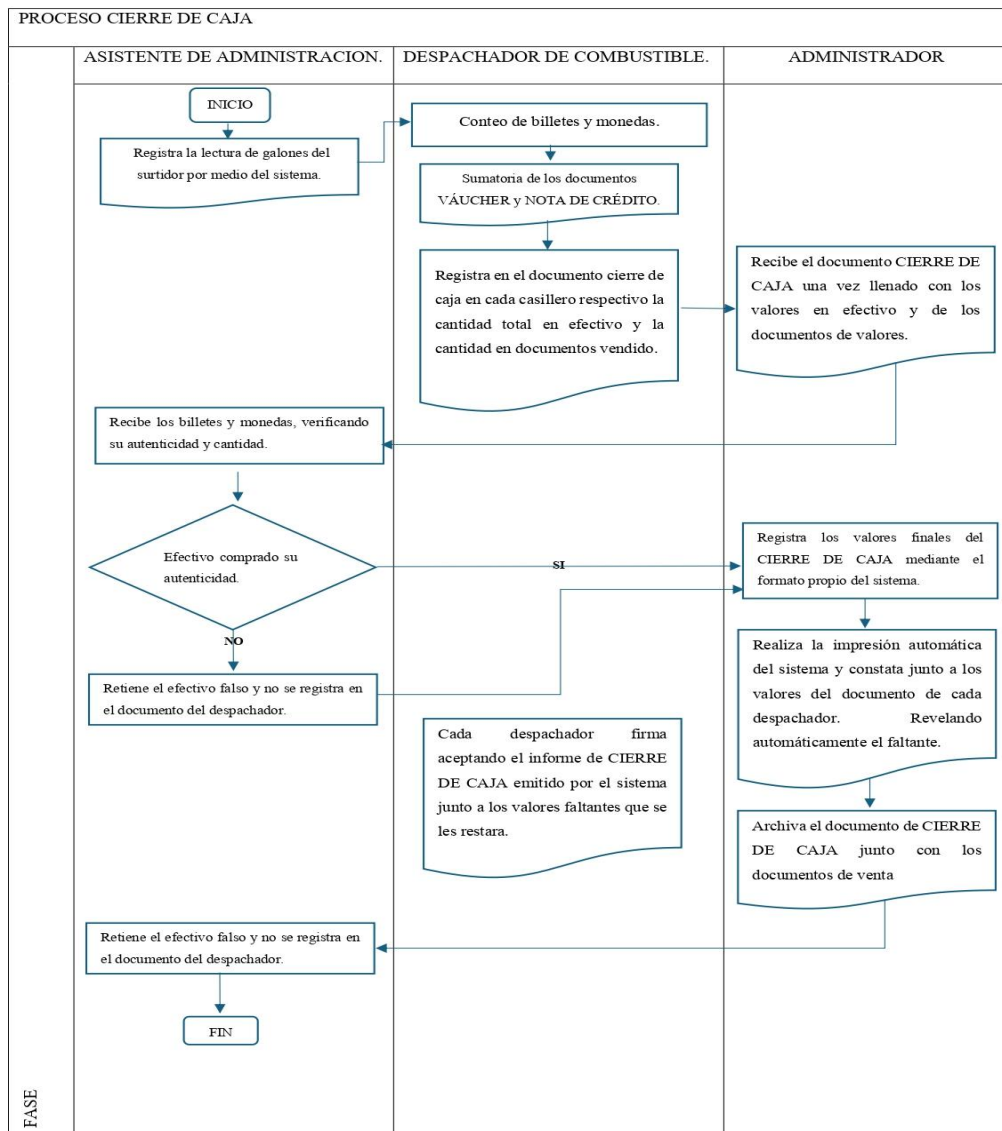 PROCESO CIERRE DE CAJA
ASISTENTE DE ADMINISTRACION.
DESPACHADOR DE COMBUSTIBLE.
ADMINISTRADOR
INICIO
Registra la lectura de galones del
surtidor por medio del sistema.
Conteo de billetes y monedas.
Sumatoria de los documentos
VÁUCHER y NOTA DE CRÉDITO.
Registra en el documento cierre de
caja en cada casillero respectivo la
cantidad total en efectivo y la
cantidad en documentos vendido.
Recibe el documento CIERRE DE
CAJA una vez llenado con los
valores en efectivo y de los
documentos de valores.
Recibe los billetes y monedas, verificando
su autenticidad y cantidad.
Efectivo comprado su
autenticidad.
SI
NO
Registra los valores finales del
CIERRE DE CAJA mediante el
formato propio del sistema.
Retiene el efectivo falso y no se registra en
el documento del despachador.
Realiza la impresión automática
del sistema y constata junto a los
valores del documento de cada
despachador. Revelando
automáticamente el faltante.
Cada despachador firma
aceptando el informe de CIERRE
DE CAJA emitido por el sistema
junto a los valores faltantes que se
les restara.
Archiva el documento de CIERRE
DE CAJA junto con los
documentos de venta
Retiene el efectivo falso y no se registra en
el documento del despachador.
FIN
FASE